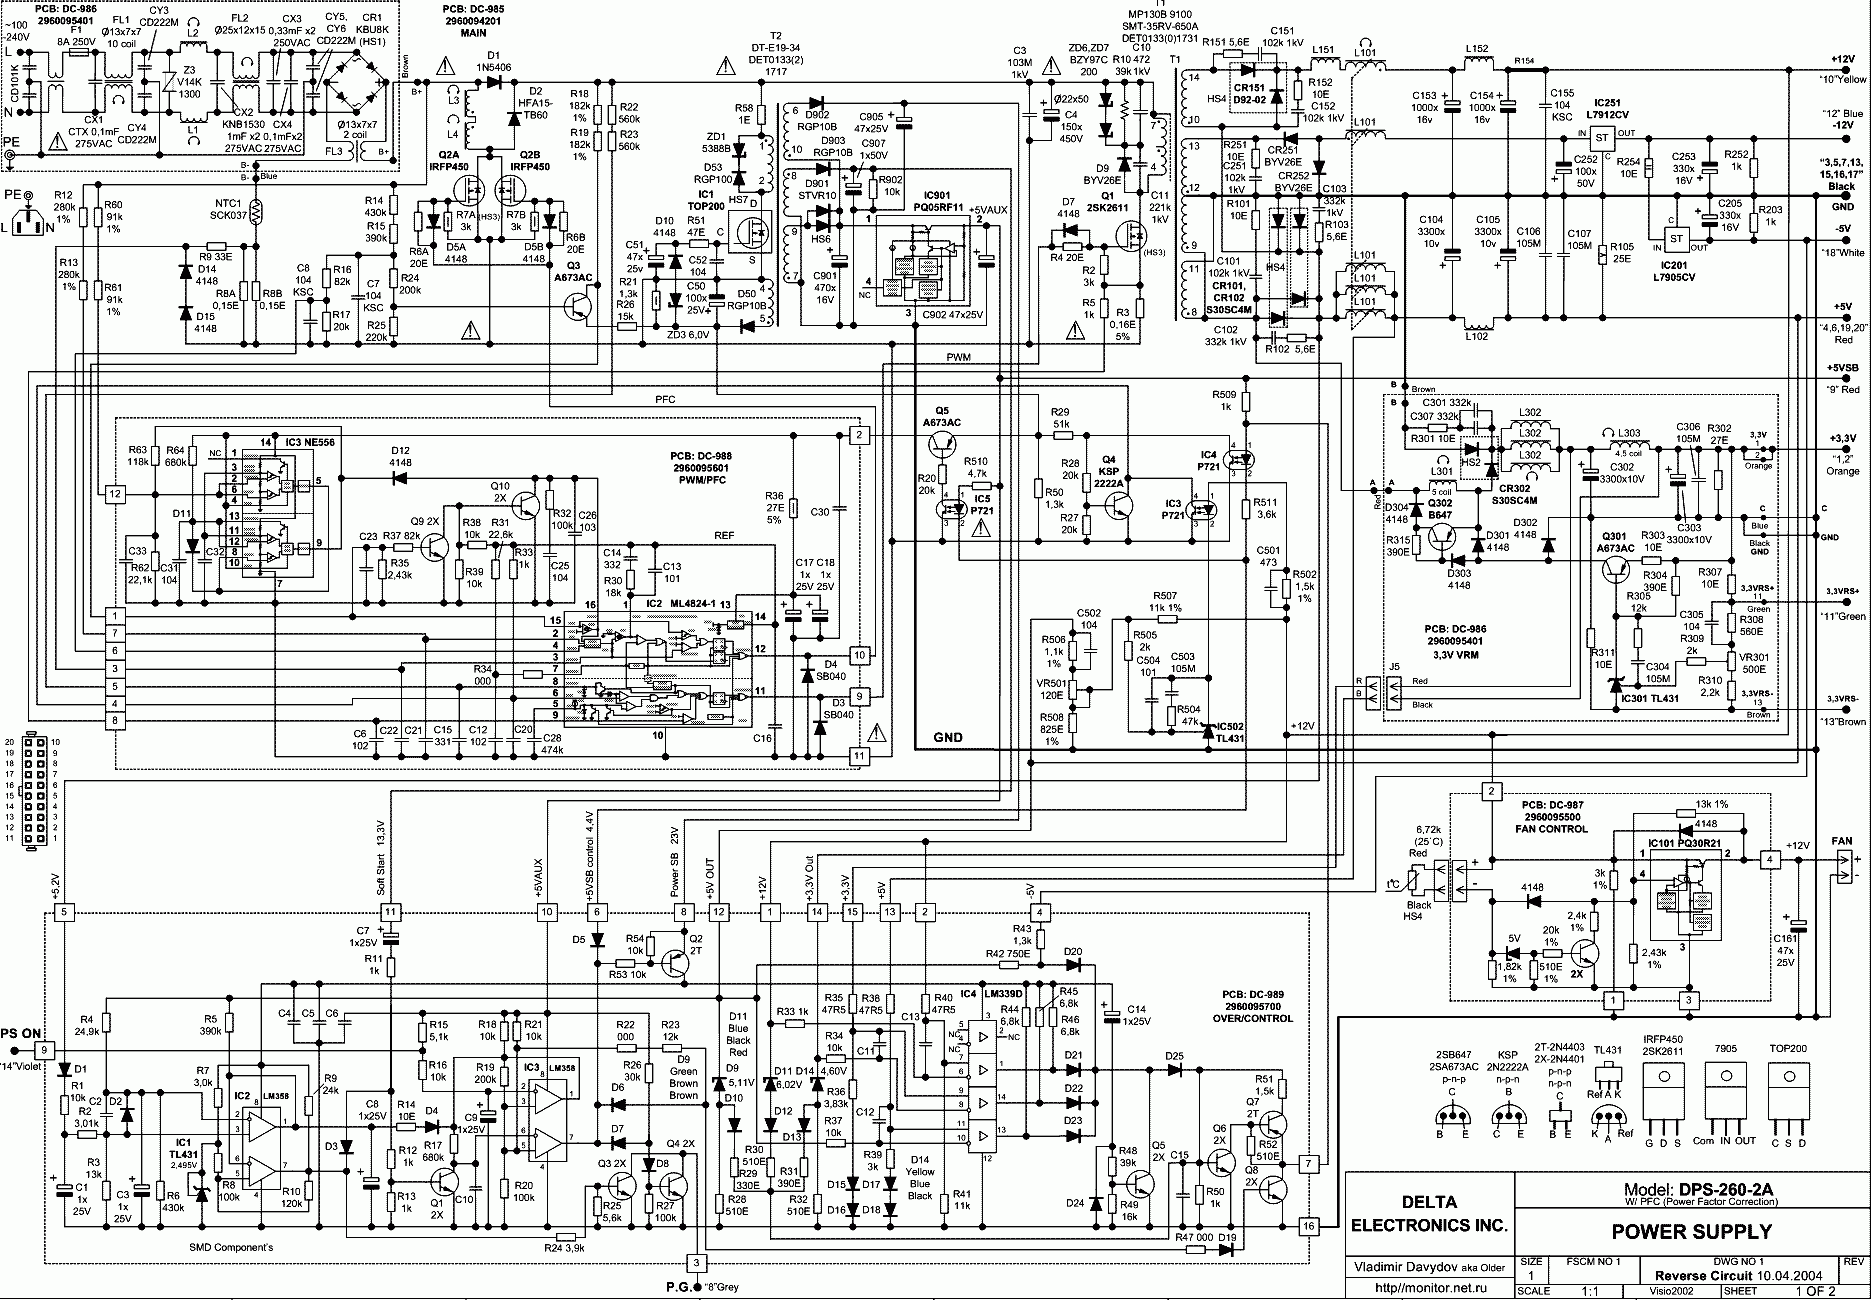 PCB: DC-986
2960095401
~100
-240V
F1
8A 250V
FL1
Ø13x7x7
10 coil
CY3
CD222M
L2
FL2
Ø25x12x15
CX3
0,33mF x2
250VAC
CY5,
CY6
CD222M
CR1
KBU8K
(HS1)
Brown
B+
L
N
CD101K
Z3
V14K
1300
CX1
CTX 0,1mF
275VAC
CY4
CD222M
L1
CX2
KNB1530
1mF x2
275VAC
CX4
0,1mFx2
275VAC
Ø13x7x7
2 coil
FL3
B+
PE
B-
B-
Blue
PCB: DC-985
2960094201
MAIN
D1
1N5406
D2
HFA15-
TB60
L3
L4
Q2A
IRFP450
Q2B
IRFP450
R18
182k
1%
R19
182k
1%
R22
560k
R23
560k
T2
DT-E19-34
DET0133(2)
1717
R58
1E
ZD1
5388B
D53
RGP100
IC1
TOP200
HS7
D
C
S
D902
RGP10B
D903
RGP10B
D901
STVR10
HS6
C905
47x25V
C907
1x50V
R902
10k
IC901
PQ05RF11
+5VAUX
NC
C901
470x
16V
C902 47x25V
C3
103M
1kV
ZD6,ZD7
BZY97C
200
Ø22x50
C4
150x
450V
R10
39k
C10
472
1kV
T1
MP130B 9100
SMT-35RV-650A
DET0133(0)1731
T1
D9
BYV26E
C11
221k
1kV
D7
4148
R4 20E
Q1
2SK2611
(HS3)
R2
3k
R5
1k
R3
0,16E
5%
R151 5,6E
C151
102k 1kV
CR151
D92-02
HS4
R152
10E
C152
102k 1kV
L151
L101
L152
R154
C153
1000x
16v
C154
1000x
16v
C155
104
KSC
IC251
L7912CV
IN
ST
OUT
C
L101
R251
10E
C251
102k
1kV
CR251
BYV26E
CR252
BYV26E
C103
332k
1kV
R101
10E
R103
5,6E
C101
102k 1kV
CR101,
CR102
S30SC4M
HS4
C102
332k 1kV
R102
5,6E
L101
L101
L101
L102
C252
100x
50V
R254
10E
C253
330x
16V
R252
1k
C205
330x
16V
R203
1k
IC201
L7905CV
IN
ST
OUT
C
C104
3300x
10v
C105
3300x
10v
C106
105M
C107
105M
R105
25E
+12V
"10"Yellow
"12" Blue
-12V
"3,5,7,13,
15,16,17"
Black
GND
-5V
"18"White
+5V
"4,6,19,20"
Red
+5VSB
"9" Red
+3,3V
"1,2"
Orange
PE
L
N
R12
280k
1%
R60
91k
1%
R13
280k
1%
R61
91k
1%
NTC1
SCK037
R9 33E
D14
4148
D15
4148
R8A
0,15E
R8B
0,15E
C8
104
KSC
R16
82k
R17
20k
C7
104
KSC
R14
430k
R15
390k
R24
200k
R25
220k
R6A
20E
D5A
4148
R7A
3k
(HS3)
R7B
3k
D5B
4148
R6B
20E
Q3
A673AC
R26
15k
D10
4148
R51
47E
C51
47x
25v
C52
104
R21
1,3k
C50
100x
25V
ZD3 6,0V
D50
RGP10B
PWM
PFC
REF
PCB: DC-988
2960095601
PWM/PFC
R63
118k
R64
680k
NC
IC3 NE556
D12
4148
D11
C33
R62
22,1k
C31
104
C32
C23
R37 82k
R35
2,43k
Q9 2X
Q10
2X
R38
10k
R31
22,6k
R39
10k
R33
1k
R32
100k
C26
103
C25
104
C14
332
R30
18k
C13
101
R36
27E
5%
C30
C17
1x
25V
C18
1x
25V
IC2
ML4824-1
R34
000
D4
SB040
D3
SB040
C6
102
C22
C21
C15
331
C12
102
C20
C28
474k
C16
Q5
A673AC
R20
20k
R510
4,7k
IC5
P721
R29
51k
R28
20k
R50
1,3k
R27
20k
Q4
KSP
2222A
R509
1k
IC4
P721
IC3
P721
R511
3,6k
C501
473
R502
1,5k
1%
R507
11k 1%
C502
104
R506
1,1k
1%
VR501
120E
R508
825E
1%
R505
2k
C504
101
C503
105M
R504
47k
IC502
TL431
+12V
GND
B
Brown
B
C301 332k
C307 332k
R301 10E
HS2
L302
L302
L302
CR302
S30SC4M
L303
4,5 coil
C306
105M
R302
27E
C302
3300x10V
C303
3300x10V
3,3V
Orange
A
Red
A
L301
5 coil
Q302
B647
D304
4148
R315
390E
D301
4148
D303
4148
D302
4148
Q301
A673AC
R303
10E
R304
390E
R307
10E
R305
12k
C305
104
R309
2k
R308
560E
VR301
500E
R310
2,2k
R311
10E
C304
105M
IC301 TL431
C
Blue
Black
GND
C
GND
3,3VRS+
11
Green
3,3VRS+
"11"Green
3,3VRS-
13
Brown
3,3VRS-
"13"Brown
PCB: DC-986
2960095401
3,3V VRM
J5
R
B
Red
Black
PCB: DC-987
2960095500
FAN CONTROL
6,72k
(25°C)
Red
t°C
Black
HS4
13k 1%
4148
IC101 PQ30R21
3k
1%
4148
2,4k
1%
5V
20k
1%
1,82k
1%
510E
1%
2X
2,43k
1%
+12V
C161
47x
25V
FAN
+5,2V
Soft Start 13,3V
+5VAUX
+5VSB control 4,4V
Power SB 23V
+5V OUT
+12V
+3,3V Out
+3,3V
+5V
-5V
PS ON
"14"Violet
D1
R1
10k
R2
3,01k
C2
D2
R3
13k
C1
1x
25V
R4
24,9k
C3
1x
25V
R6
430k
R5
390k
R7
3,0k
IC1
TL431
2,495V
IC2
LM358
R8
100k
R10
120k
R9
24k
C4
C5
C6
D3
C7
1x25V
R11
1k
C8
1x25V
R14
10E
D4
R12
1k
R13
1k
R17
680k
Q1
2X
C10
C9
1x25V
R15
5,1k
R16
10k
R18
10k
R19
200k
R21
10k
R20
100k
IC3
LM358
D5
R54
10k
R53 10k
Q2
2T
R22
000
R23
12k
R26
30k
D6
D7
D8
D9
Green
Brown
Brown
Q3 2X
Q4 2X
R25
5,6k
R27
100k
R24 3,9k
SMD Component's
P.G.
"8"Grey
D11
Blue
Black
Red
D9
5,11V
D10
R30
510E
R29
330E
R28
510E
R33 1k
D11
6,02V
D12
D13
R31
390E
D14
4,60V
R36
3,83k
R37
10k
R32
510E
R34
10k
R35
47R5
R38
47R5
C11
C12
R39
3k
D15
D16
D17
D18
D14
Yellow
Blue
Black
C13
R40
47R5
R41
11k
IC4
LM339D
NC
NC
R42 750E
R43
1,3k
D20
R44
6,8k
R45
6,8k
R46
6,8k
C14
1x25V
D21
D22
D23
D25
D24
R48
39k
R49
16k
Q5
2X
C15
R50
1k
Q6
2X
R51
1,5k
Q7
2T
R52
510E
Q8
2X
R47 000
D19
PCB: DC-989
2960095700
OVER/CONTROL
2SB647
2SA673AC
p-n-p
C
B E
KSP
2N2222A
n-p-n
B
C E
2T-2N4403
2X-2N4401
p-n-p
n-p-n
C
B E
TL431
Ref A K
K A Ref
IRFP450
2SK2611
G D S
7905
Com IN OUT
TOP200
C S D
DELTA
ELECTRONICS INC.
Model: DPS-260-2A
W/ PFC (Power Factor Correction)
POWER SUPPLY
Vladimir Davydov aka Older
http//monitor.net.ru
SIZE
1
FSCM NO 1
DWG NO 1
Reverse Circuit 10.04.2004
REV
SCALE
1:1
Visio2002
SHEET
1 OF 2